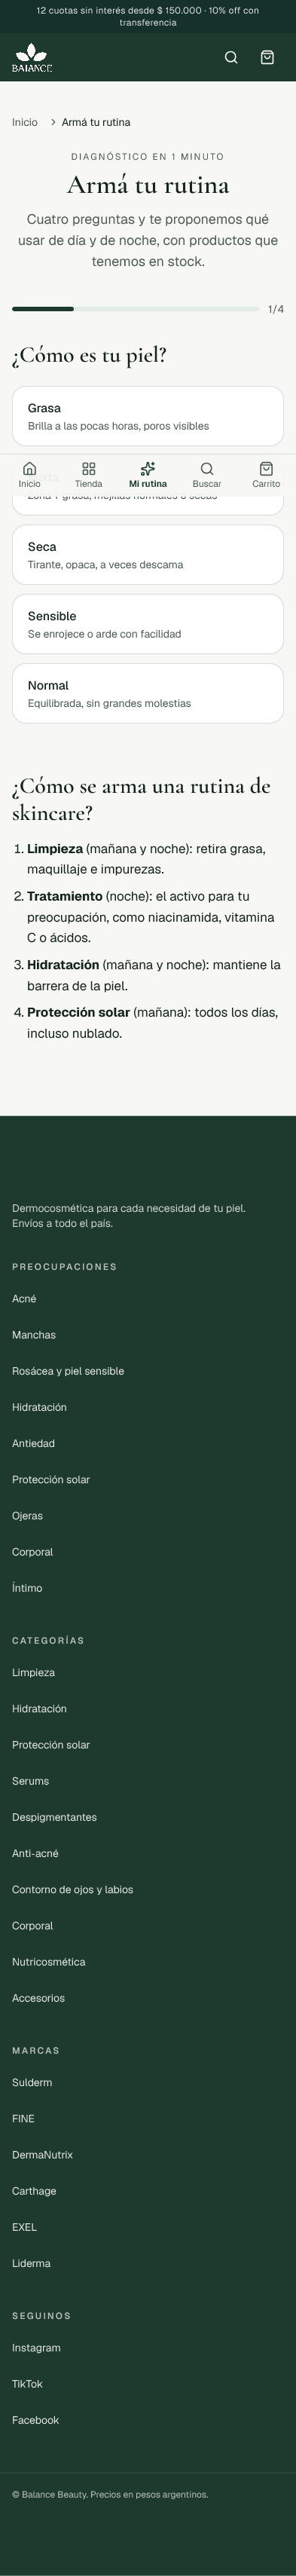 12 cuotas sin interés desde $ 150.000 · 10% off con
transferencia
BALANCE
Inicio > Armá tu rutina
DIAGNÓSTICO EN 1 MINUTO
Armá tu rutina
Cuatro preguntas y te proponemos qué
usar de día y de noche, con productos que
tenemos en stock.
1/4
¿Cómo es tu piel?
Grasa
Brilla a las pocas horas, poros visibles
Inicio
Tienda
Mi rutina
Buscar
Carrito
Zona T grasa, mejillas normales o secas
Seca
Tirante, opaca, a veces descama
Sensible
Se enrojece o arde con facilidad
Normal
Equilibrada, sin grandes molestias
¿Cómo se arma una rutina de
skincare?
1. Limpieza (mañana y noche): retira grasa,
maquillaje e impurezas.
2. Tratamiento (noche): el activo para tu
preocupación, como niacinamida, vitamina
C o ácidos.
3. Hidratación (mañana y noche): mantiene la
barrera de la piel.
4. Protección solar (mañana): todos los días,
incluso nublado.
Dermocosmética para cada necesidad de tu piel.
Envíos a todo el país.
PREOCUPACIONES
Acné
Manchas
Rosácea y piel sensible
Hidratación
Antiedad
Protección solar
Ojeras
Corporal
Íntimo
CATEGORÍAS
Limpieza
Hidratación
Protección solar
Serums
Despigmentantes
Anti-acné
Contorno de ojos y labios
Corporal
Nutricosmética
Accesorios
MARCAS
Sulderm
FINE
DermaNutrix
Carthage
EXEL
Liderma
SEGUINOS
Instagram
TikTok
Facebook
© Balance Beauty. Precios en pesos argentinos.